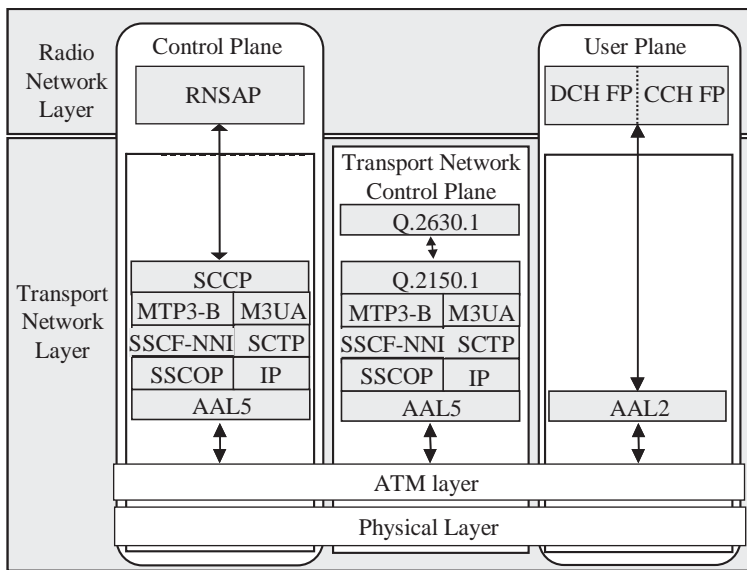 Radio
Network
Layer
Control Plane
RNSAP
User Plane
DCH FP CCH FP
Transport Network
Control Plane
Q.2630.1
Transport
Network
Layer
SCCP
MTP3-B M3UA
SSCF-NNI SCTP
SSCOP IP
AAL5
Q.2150.1
MTP3-B M3UA
SSCF-NNI SCTP
SSCOP IP
AAL5
AAL2
ATM layer
Physical Layer